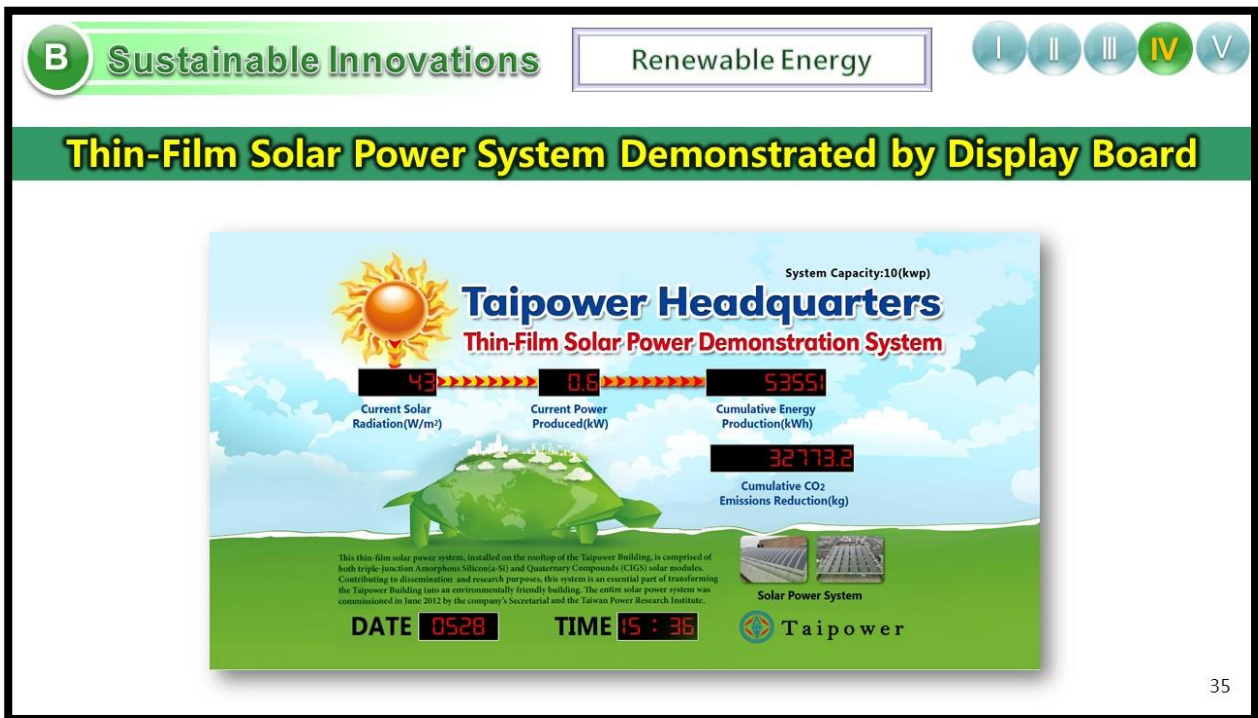 B Sustainable Innovations
Renewable Energy
I II III IV V
Thin-Film Solar Power System Demonstrated by Display Board
System Capacity:10(kwp)
Taipower Headquarters
Thin-Film Solar Power Demonstration System
43 0.6 53551
Current Solar
Radiation(W/m²)
Current Power
Produced(kW)
Cumulative Energy
Production(kWh)
32773.2
Cumulative CO2
Emissions Reduction(kg)
This thin-film solar power system, installed on the rooftop of the Taipower Building, is comprised of
both triple-junction Amorphous Silicon(a-Si) and Quaternary Compounds (CIGS) solar modules.
Contributing to dissemination and research purposes, this system is an essential part of transforming
the Taipower Building into an environmentally friendly building. The entire solar power system was
commissioned in June 2012 by the company's Secretarial and the Taiwan Power Research Institute.
Solar Power System
DATE 0528 TIME 15 : 36
Taipower
35